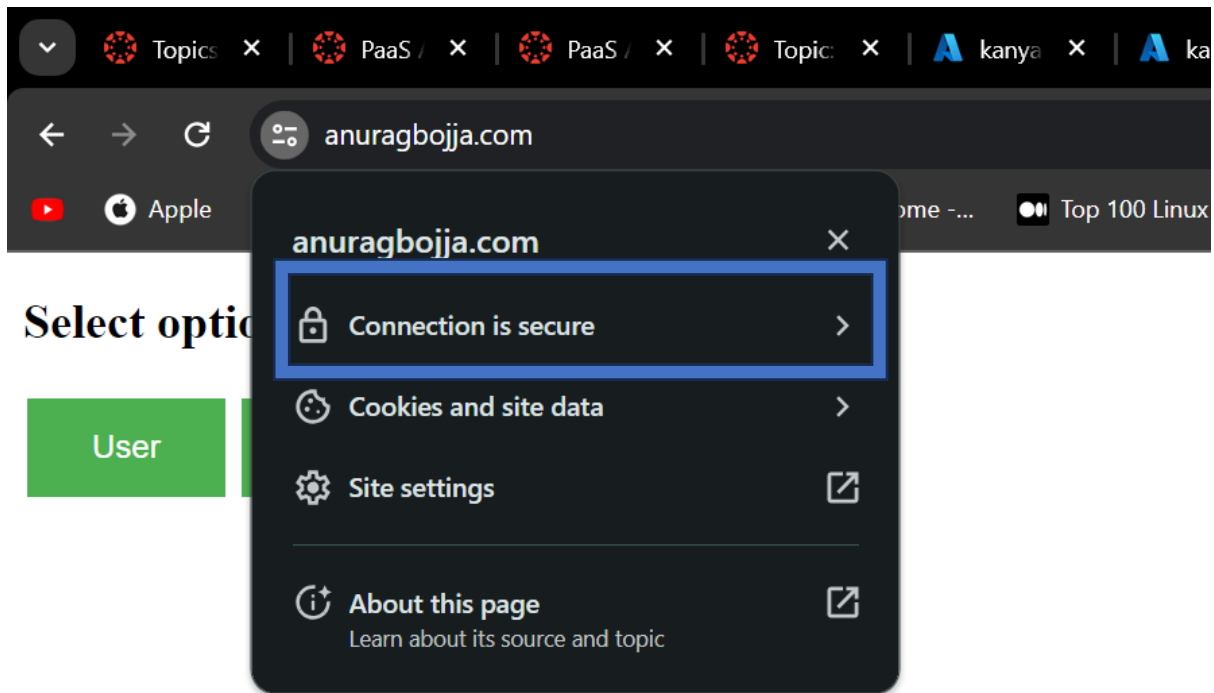 Topics
PaaS /
PaaS /
Topic:
kanya
ka
anuragbojja.com
Apple
ome -...
Top 100 Linux
anuragbojja.com
Select optio
Connection is secure
Cookies and site data
User
Site settings
About this page
Learn about its source and topic